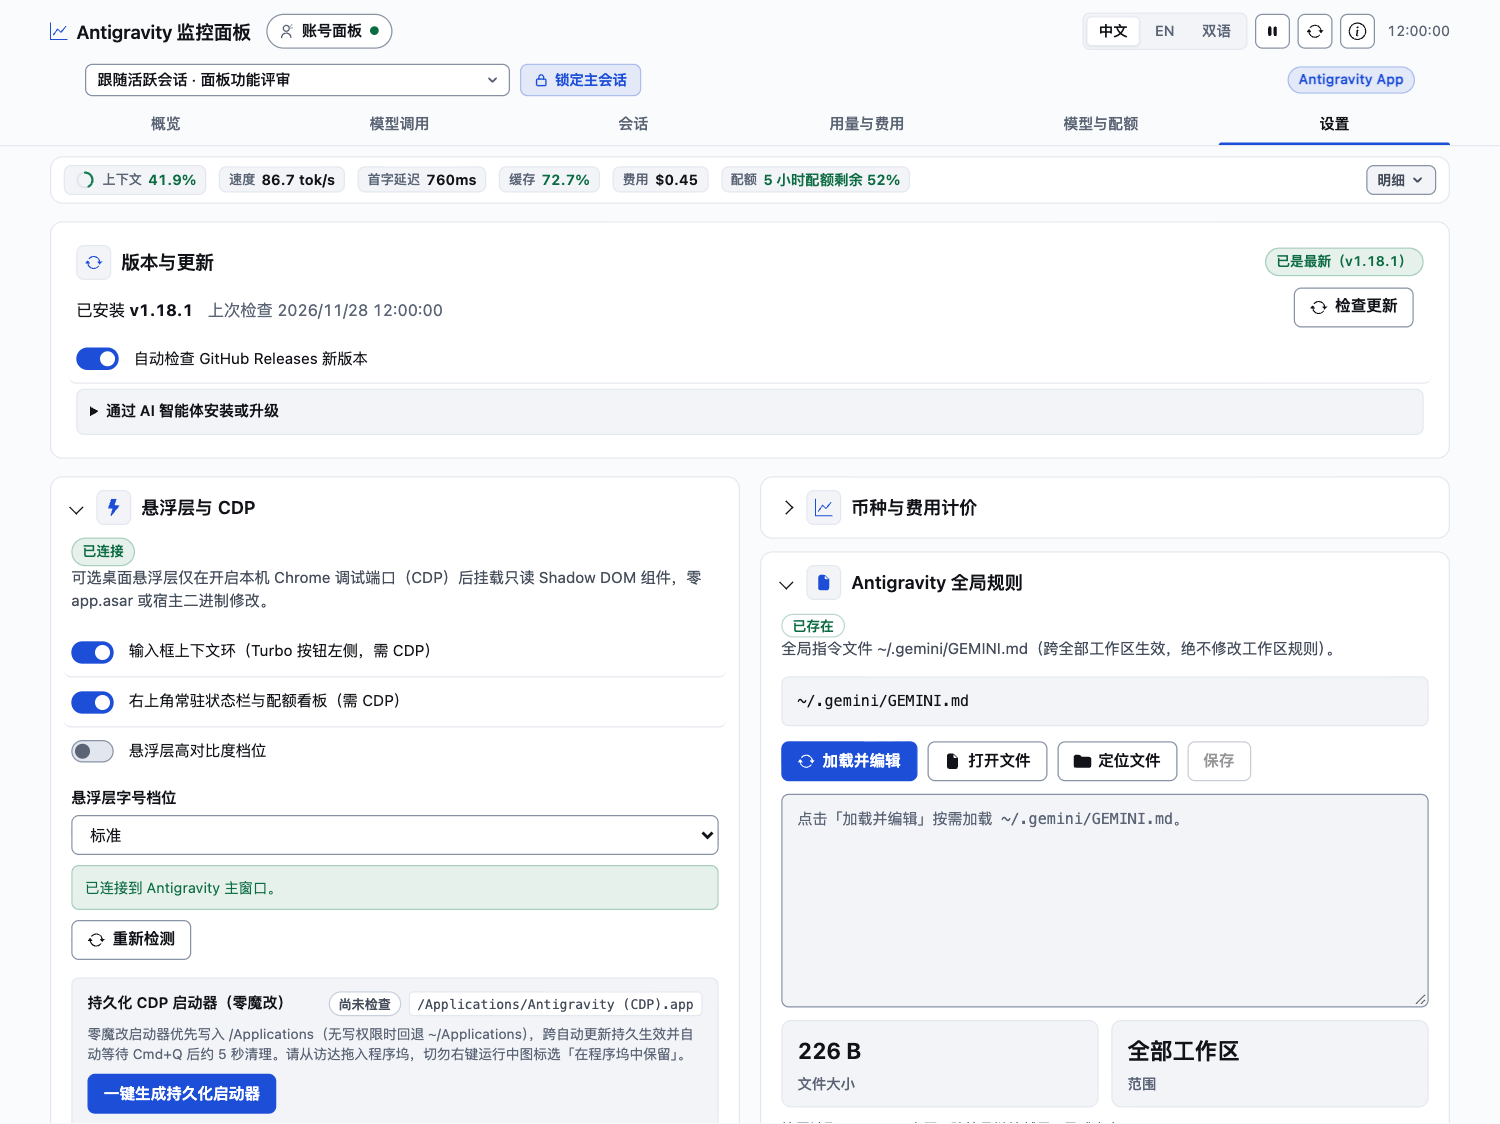 Antigravity 监控面板
账号面板
中文 EN 双语
12:00:00
跟随活跃会话 · 面板功能评审
锁定主会话
Antigravity App
概览 模型调用 会话 用量与费用 模型与配额 设置
上下文 41.9%
速度 86.7 tok/s
首字延迟 760ms
缓存 72.7%
费用 $0.45
配额 5 小时配额剩余 52%
明细
版本与更新
已是最新（v1.18.1）
已安装 v1.18.1 上次检查 2026/11/28 12:00:00
检查更新
自动检查 GitHub Releases 新版本
通过 AI 智能体安装或升级
悬浮层与 CDP
已连接
可选桌面悬浮层仅在开启本机 Chrome 调试端口（CDP）后挂载只读 Shadow DOM 组件，零
app.asar 或宿主二进制修改。
输入框上下文环（Turbo 按钮左侧，需 CDP）
右上角常驻状态栏与配额看板（需 CDP）
悬浮层高对比度档位
悬浮层字号档位
标准
已连接到 Antigravity 主窗口。
重新检测
持久化 CDP 启动器（零魔改）
尚未检查
/Applications/Antigravity (CDP).app
零魔改启动器优先写入 /Applications（无写权限时回退 ~/Applications），跨自动更新持久生效并自
动等待 Cmd+Q 后约 5 秒清理。请从访达拖入程序坞，切勿右键运行中图标选「在程序坞中保留」。
一键生成持久化启动器
币种与费用计价
Antigravity 全局规则
已存在
全局指令文件 ~/.gemini/GEMINI.md（跨全部工作区生效，绝不修改工作区规则）。
~/.gemini/GEMINI.md
加载并编辑
打开文件
定位文件
保存
点击「加载并编辑」按需加载 ~/.gemini/GEMINI.md。
226 B
文件大小
全部工作区
范围